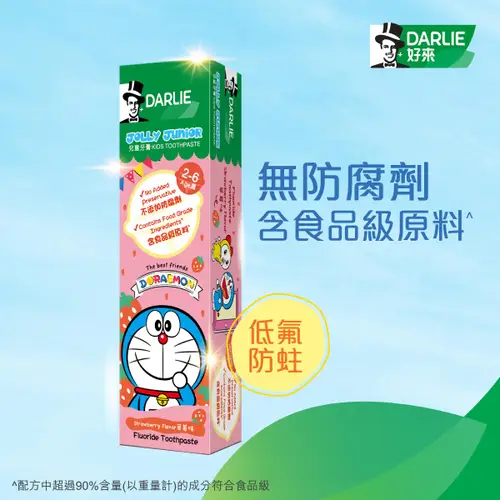 DARLIE
好來
DARLIE
JOLLY JUNIOR
兒童牙膏 KIDS TOOTHPASTE
2-6
No Added
Preservative
不添加防腐劑
Contains Food Grade
Ingredients^
含食品級原料^
The best friends
DORAEMON
Strawberry Flavor 草莓味
Fluoride Toothpaste
DARLIE
無防腐劑
含食品級原料^
低氟
防蛀
^配方中超過90%含量(以重量計)的成分符合食品級